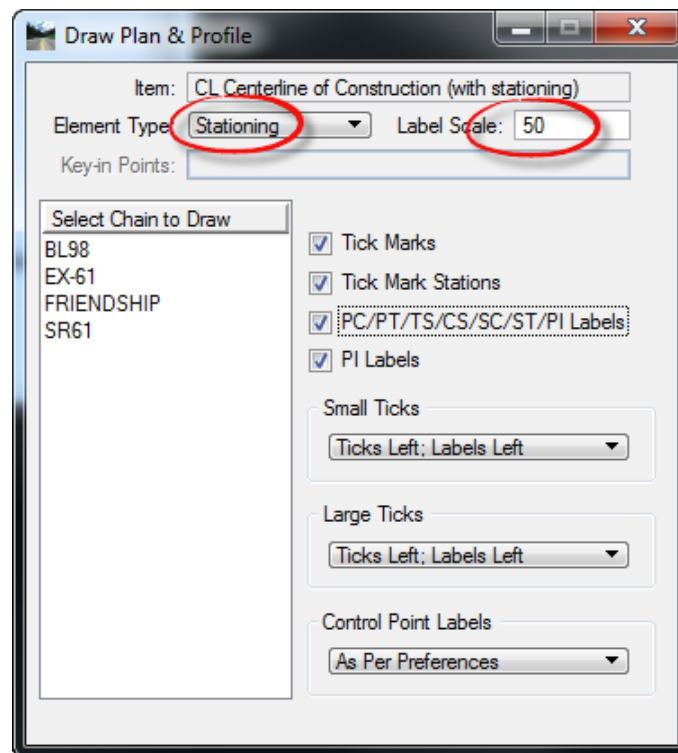 Draw Plan & Profile
Item: CL Centerline of Construction (with stationing)
Element Type: Stationing Label Scale: 50
Key-in Points:
Select Chain to Draw
BL98
EX-61
FRIENDSHIP
SR61
Tick Marks
Tick Mark Stations
PC/PT/TS/CS/SC/ST/PI Labels
PI Labels
Small Ticks
Ticks Left; Labels Left
Large Ticks
Ticks Left; Labels Left
Control Point Labels
As Per Preferences